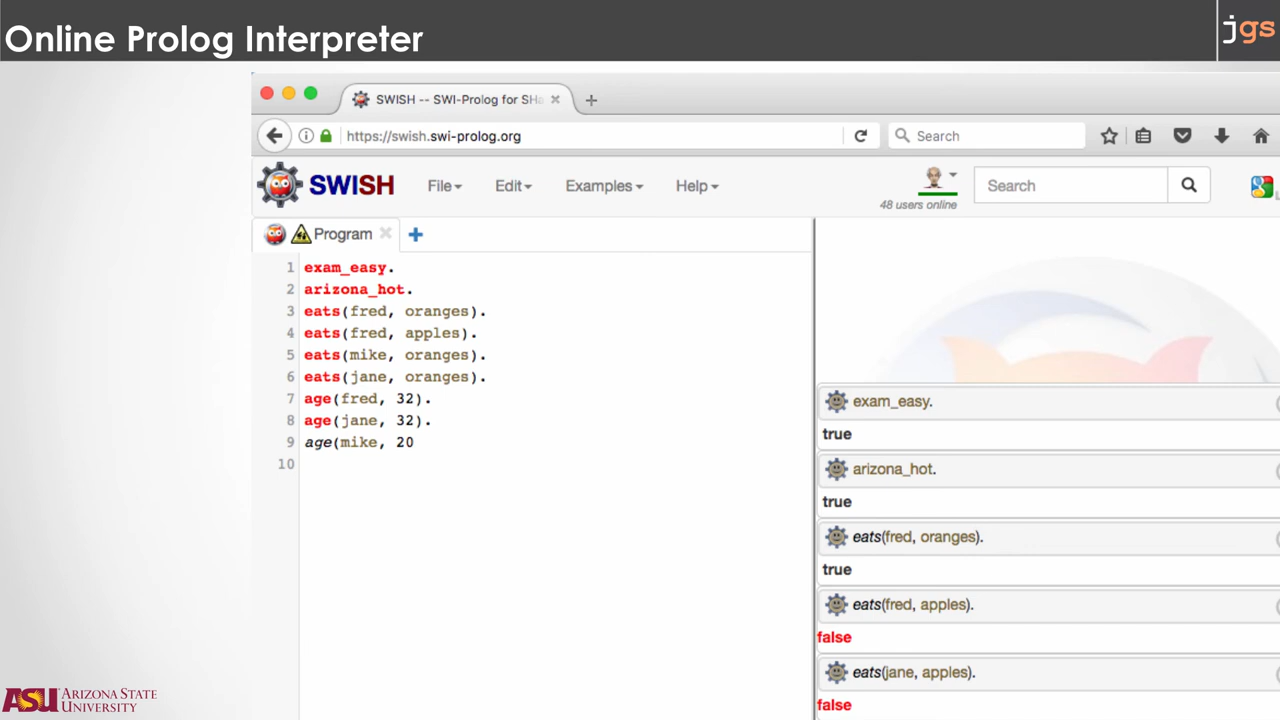 Online Prolog Interpreter
jgs
SWISH -- SWI-Prolog for SHa
https://swish.swi-prolog.org
Search
SWISH
File
Edit
Examples
Help
48 users online
Search
Program
1 exam_easy.
2 arizona_hot.
3 eats(fred, oranges).
4 eats(fred, apples).
5 eats(mike, oranges).
6 eats(jane, oranges).
7 age(fred, 32).
8 age(jane, 32).
9 age(mike, 20
10
exam_easy.
true
arizona_hot.
true
eats(fred, oranges).
true
eats(fred, apples).
false
eats(jane, apples).
false
ASU ARIZONA STATE
UNIVERSITY